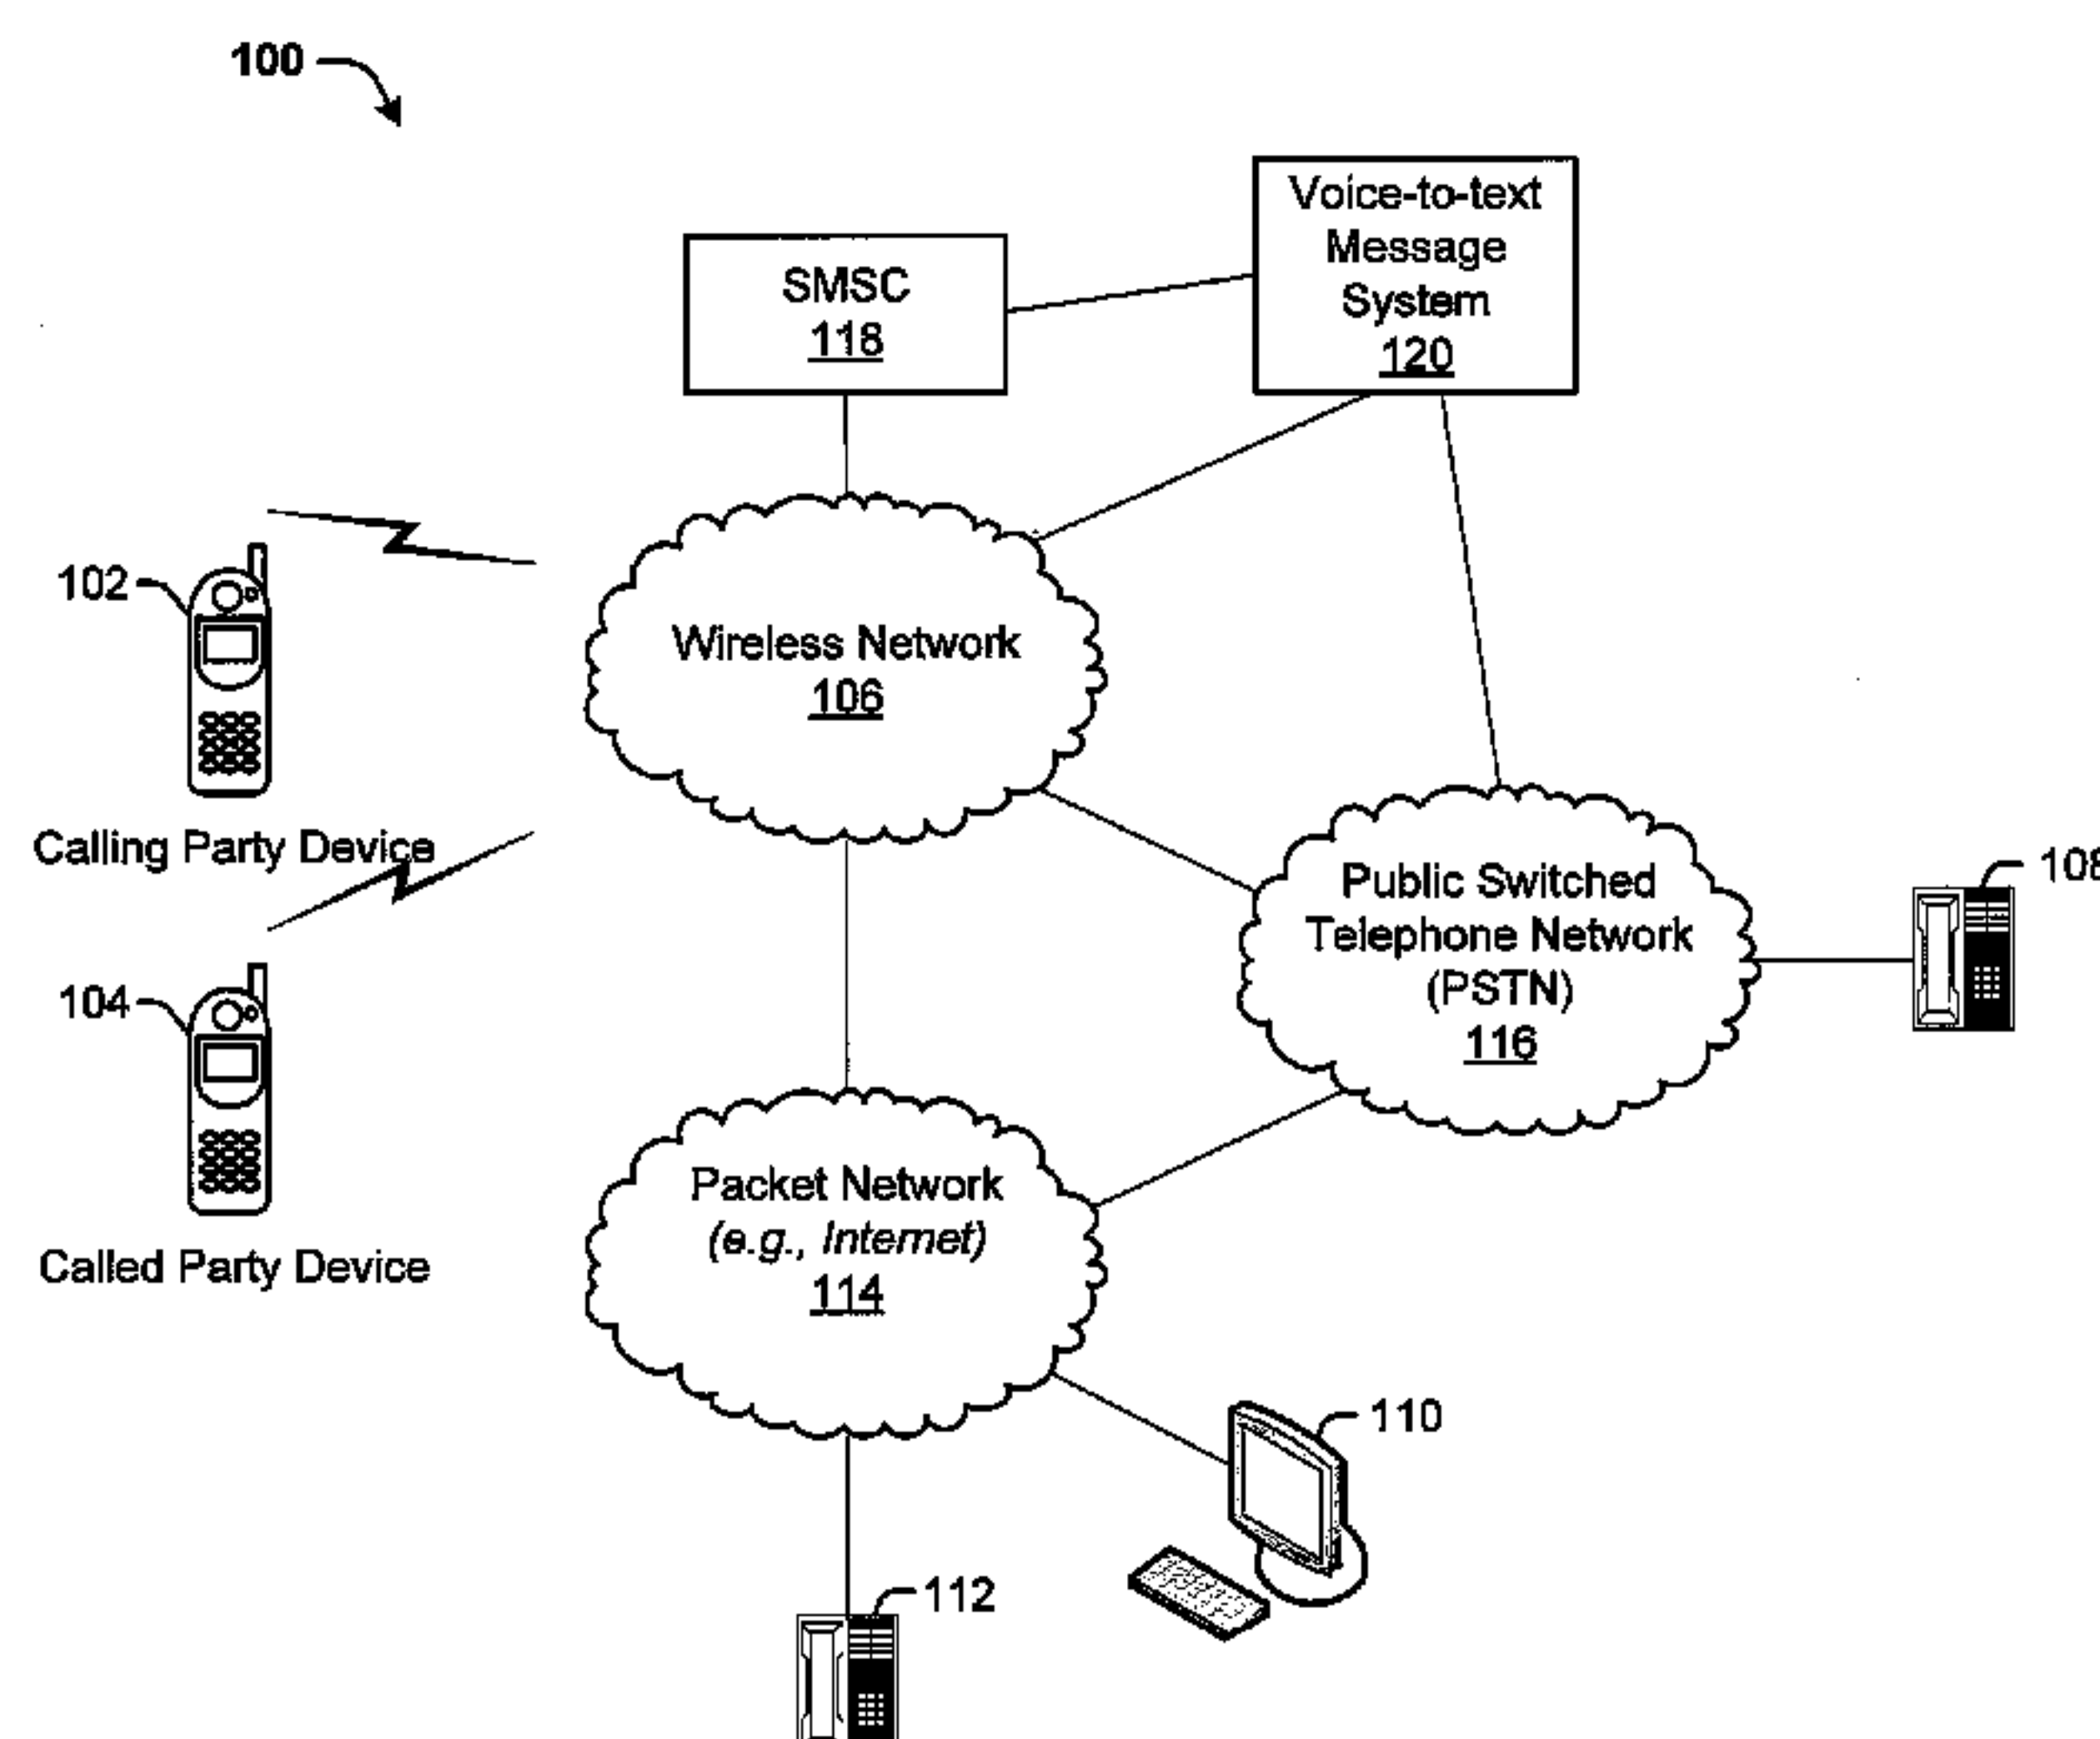 100
Voice-to-text
Message
System
120
SMSC
118
102
Wireless Network
106
Calling Party Device
Public Switched
Telephone Network
(PSTN)
116
108
104
Packet Network
(e.g., Internet)
114
Called Party Device
110
112